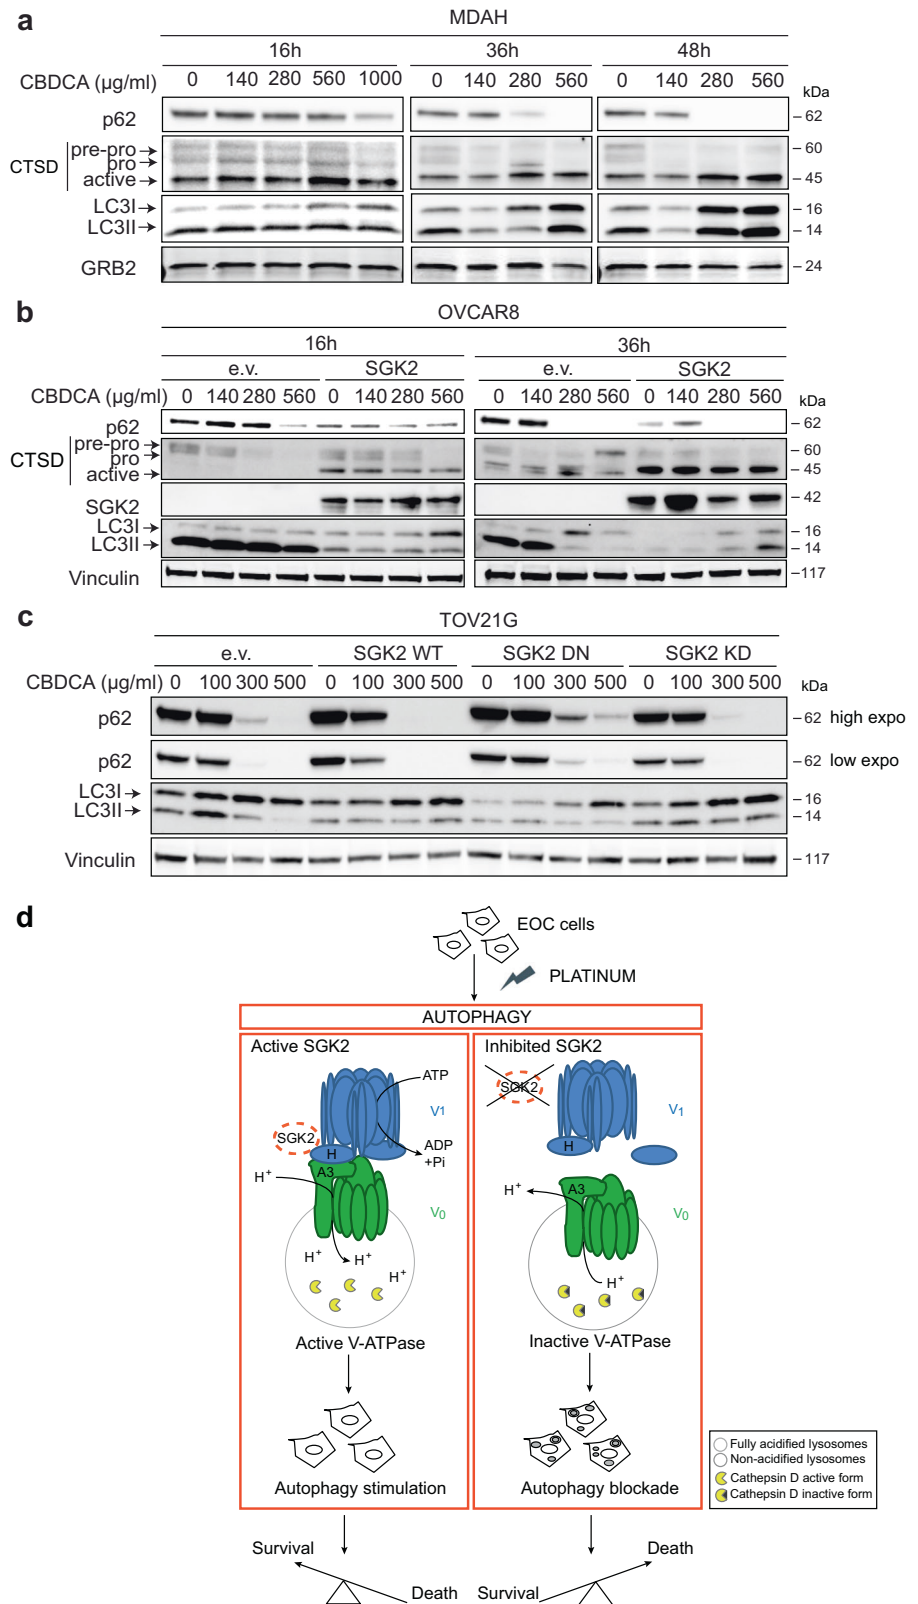 a
MDAH
16h 36h 48h
CBDCA (µg/ml) 0 140 280 560 1000 0 140 280 560 0 140 280 560
kDa
p62 – 62
CTSD pre-pro – 60
pro
active – 45
LC3I – 16
LC3II – 14
GRB2 – 24
b
OVCAR8
16h 36h
e.v. SGK2 e.v. SGK2
CBDCA (µg/ml) 0 140 280 560 0 140 280 560 0 140 280 560 0 140 280 560
kDa
p62 – 62
CTSD pre-pro – 60
pro
active – 45
SGK2 – 42
LC3I – 16
LC3II – 14
Vinculin –117
c
TOV21G
e.v. SGK2 WT SGK2 DN SGK2 KD
CBDCA (µg/ml) 0 100 300 500 0 100 300 500 0 100 300 500 0 100 300 500
kDa
p62 – 62 high expo
p62 – 62 low expo
LC3I – 16
LC3II – 14
Vinculin – 117
d
EOC cells
PLATINUM
AUTOPHAGY
Active SGK2
ATP
V1
SGK2
ADP
+Pi
H
A3
H+
V0
H+ H+ H+
Active V-ATPase
Autophagy stimulation
Inhibited SGK2
SGK2
V1
H
A3
H+
V0
H+
Inactive V-ATPase
Autophagy blockade
Fully acidified lysosomes
Non-acidified lysosomes
Cathepsin D active form
Cathepsin D inactive form
Survival Death
Survival Death